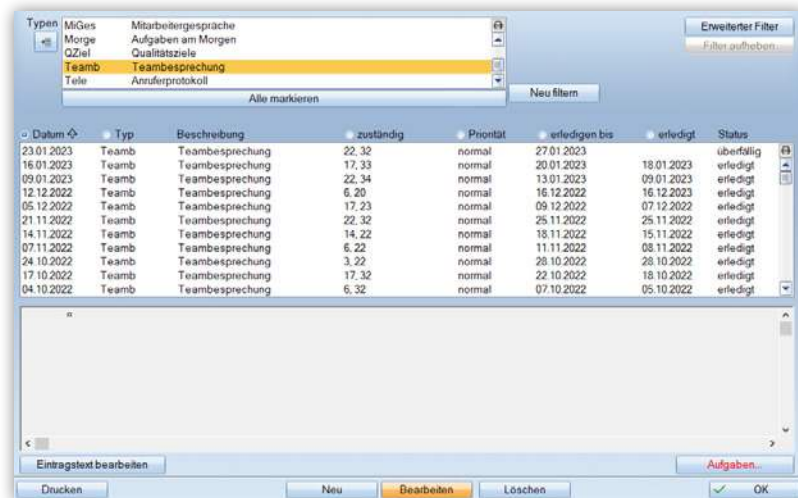 Typen MiGes Mitarbeitergespräche Erweiterter Filter
Morge Aufgaben am Morgen Filter aufheben
QZiel Qualitätsziele
Teamb Teambesprechung
Tele Anruferprotokoll
Alle markieren Neu filtern
Datum Typ Beschreibung zuständig Priorität erledigen bis erledigt Status
23.01.2023 Teamb Teambesprechung 22, 32 normal 27.01.2023 überfällig
16.01.2023 Teamb Teambesprechung 17, 33 normal 20.01.2023 18.01.2023 erledigt
09.01.2023 Teamb Teambesprechung 22, 34 normal 13.01.2023 09.01.2023 erledigt
12.12.2022 Teamb Teambesprechung 6, 20 normal 16.12.2022 16.12.2023 erledigt
05.12.2022 Teamb Teambesprechung 17, 23 normal 09.12.2022 07.12.2022 erledigt
21.11.2022 Teamb Teambesprechung 22, 32 normal 25.11.2022 25.11.2022 erledigt
14.11.2022 Teamb Teambesprechung 14, 22 normal 18.11.2022 15.11.2022 erledigt
07.11.2022 Teamb Teambesprechung 6, 22 normal 11.11.2022 08.11.2022 erledigt
24.10.2022 Teamb Teambesprechung 3, 22 normal 28.10.2022 28.10.2022 erledigt
17.10.2022 Teamb Teambesprechung 17, 32 normal 22.10.2022 18.10.2022 erledigt
04.10.2022 Teamb Teambesprechung 6, 32 normal 07.10.2022 05.10.2022 erledigt
Eintragstext bearbeiten Aufgaben...
Drucken Neu Bearbeiten Löschen OK